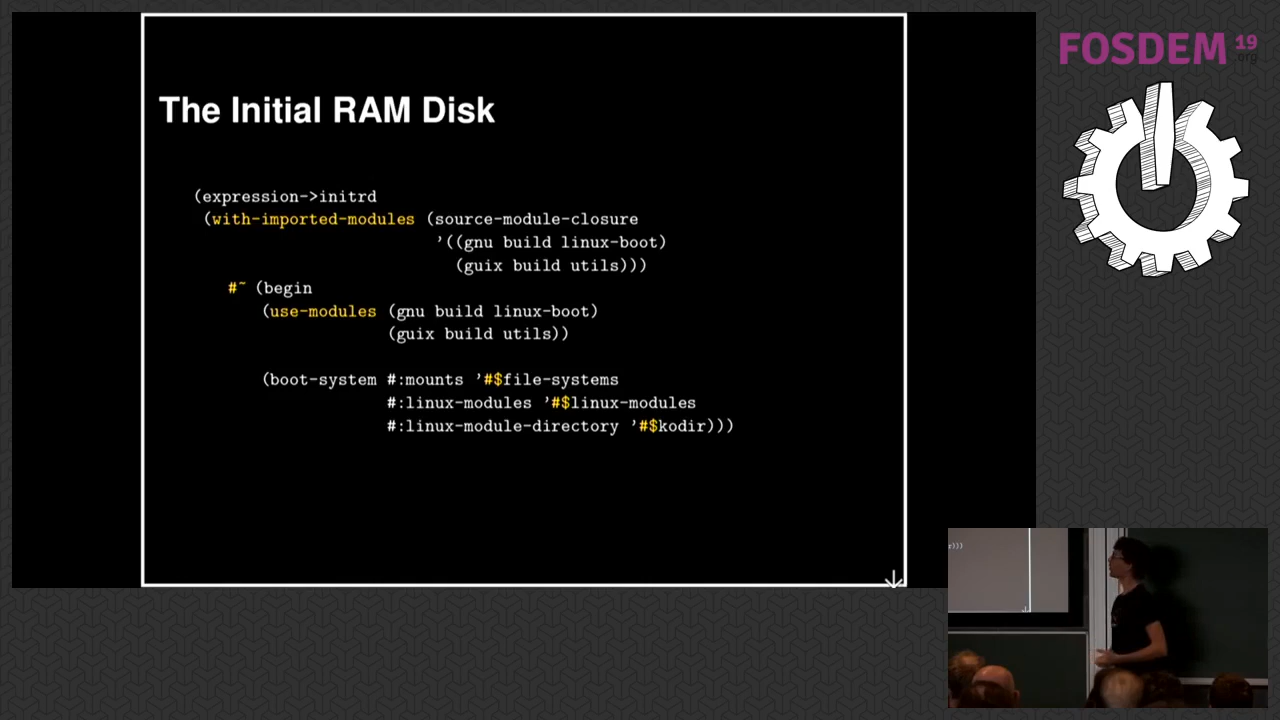 FOSDEM 19
.org
The Initial RAM Disk
(expression->initrd
(with-imported-modules (source-module-closure
’((gnu build linux-boot)
(guix build utils)))
#~ (begin
(use-modules (gnu build linux-boot)
(guix build utils))
(boot-system #:mounts ’#$file-systems
#:linux-modules ’#$linux-modules
#:linux-module-directory ’#$kodir)))
r)))